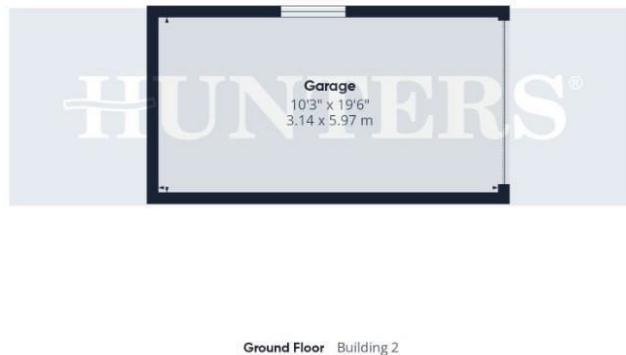 Garage
10'3" x 19'6"
3.14 x 5.97 m
HUNTERS®
Ground Floor Building 2